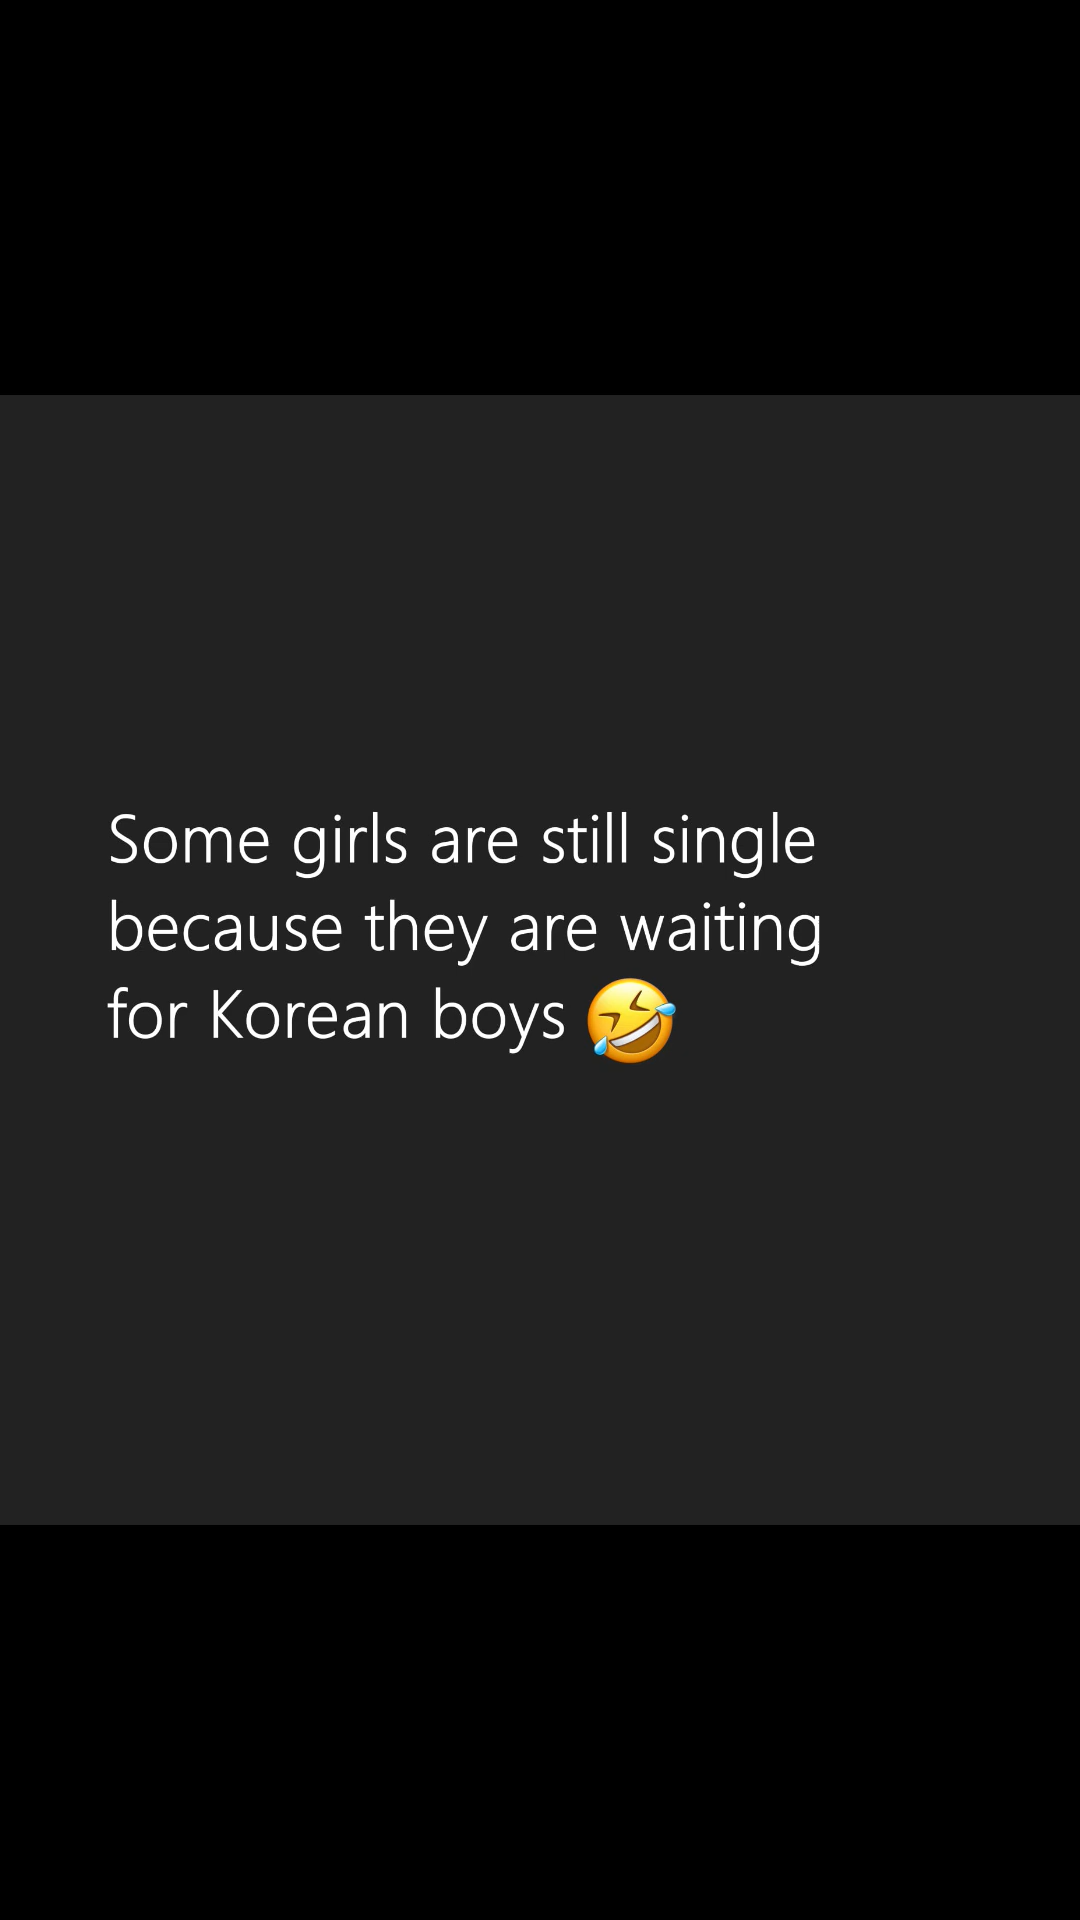 Some girls are still single
because they are waiting
for Korean boys 🤣